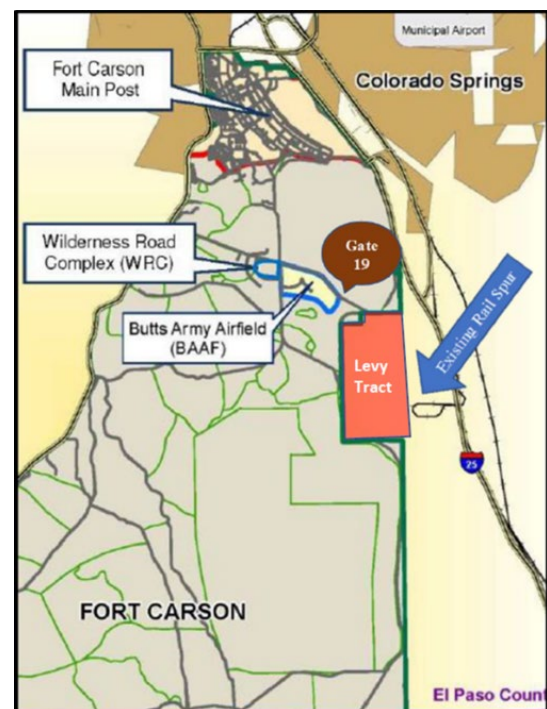 Municipal Airport
Fort Carson
Main Post
Colorado Springs
Wilderness Road
Complex (WRC)
Gate
19
Butts Army Airfield
(BAAF)
Existing Rail Spur
Levy
Tract
25
FORT CARSON
El Paso Count